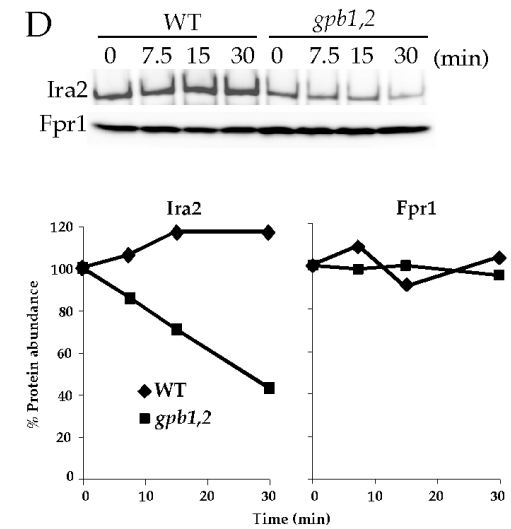 D
WT gpb1,2
0 7.5 15 30 0 7.5 15 30 (min)
Ira2
Fpr1
Ira2 Fpr1
120
100
80
60
40
20
0
% Protein abundance
WT
gpb1,2
0 10 20 30 0 10 20 30
Time (min)